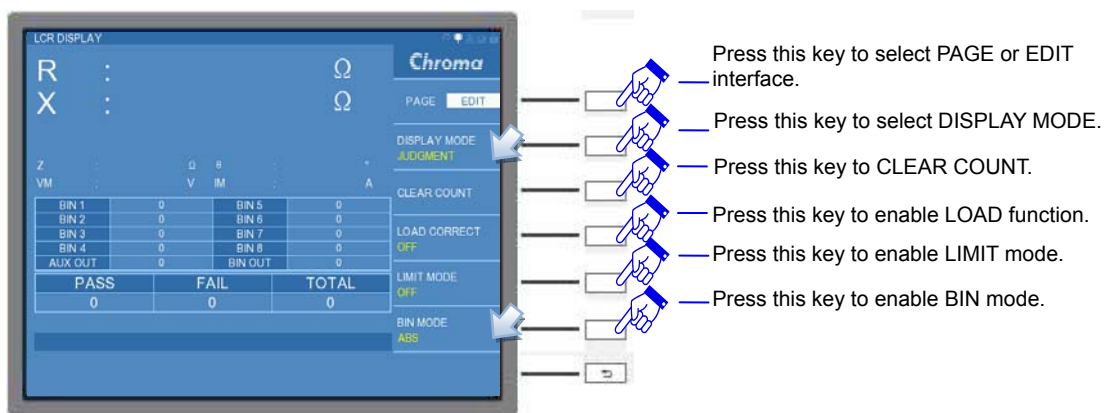 LCR DISPLAY
Chroma
R : Ω
X : Ω
PAGE EDIT
DISPLAY MODE
JUDGMENT
Z : Ω θ : °
VM : V IM : A
CLEAR COUNT
BIN 1 0 BIN 5 0
BIN 2 0 BIN 6 0
BIN 3 0 BIN 7 0
BIN 4 0 BIN 8 0
AUX OUT 0 BIN OUT 0
LOAD CORRECT
OFF
PASS FAIL TOTAL
0 0 0
LIMIT MODE
OFF
BIN MODE
ABS
Press this key to select PAGE or EDIT
interface.
Press this key to select DISPLAY MODE.
Press this key to CLEAR COUNT.
Press this key to enable LOAD function.
Press this key to enable LIMIT mode.
Press this key to enable BIN mode.